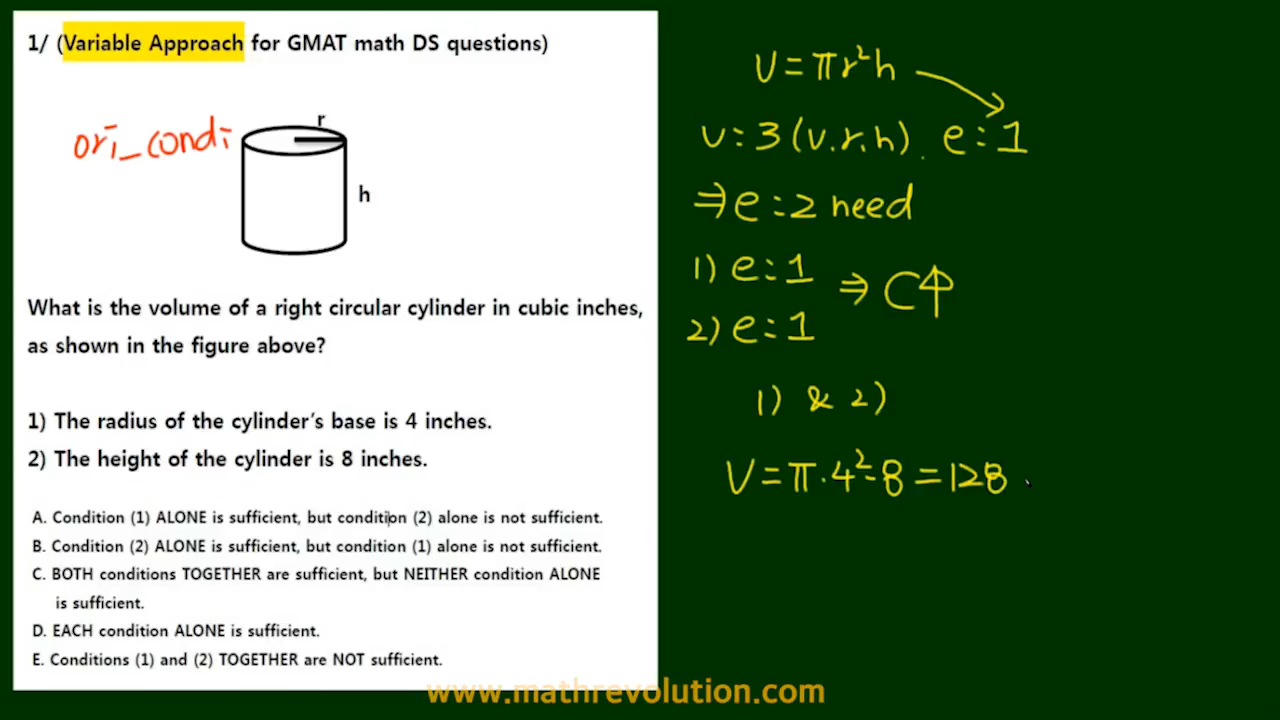 1/ (Variable Approach for GMAT math DS questions)
ori_condi
r
h
What is the volume of a right circular cylinder in cubic inches,
as shown in the figure above?
1) The radius of the cylinder's base is 4 inches.
2) The height of the cylinder is 8 inches.
A. Condition (1) ALONE is sufficient, but condition (2) alone is not sufficient.
B. Condition (2) ALONE is sufficient, but condition (1) alone is not sufficient.
C. BOTH conditions TOGETHER are sufficient, but NEITHER condition ALONE
is sufficient.
D. EACH condition ALONE is sufficient.
E. Conditions (1) and (2) TOGETHER are NOT sufficient.
V=πr²h
v:3(v.r.h). e:1
⇒e:2 need
1) e:1
⇒ C↑
2) e:1
1) & 2)
V=π·4²·8=128
www.mathrevolution.com